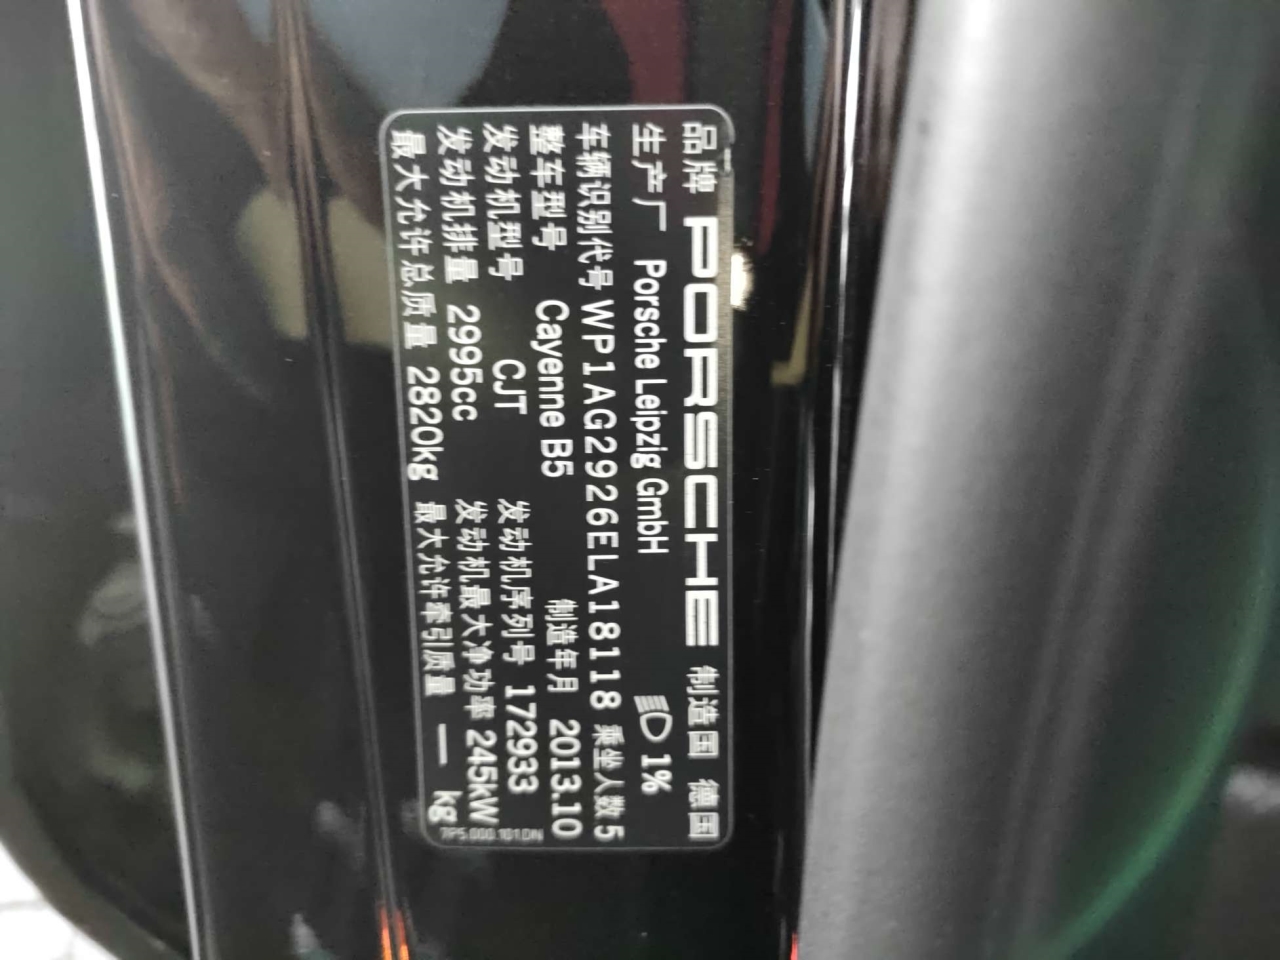 品牌 PORSCHE 制造国 德国
生产厂 Porsche Leipzig GmbH 1%
车辆识别代号 WP1AG2926ELA18118 乘坐人数 5
整车型号 Cayenne B5 制造年月 2013.10
发动机型号 CJT 发动机序列号 172933
发动机排量 2995cc 发动机最大净功率 245kW
最大允许总质量 2820kg 最大允许牵引质量 — kg
7P5.000.101DN